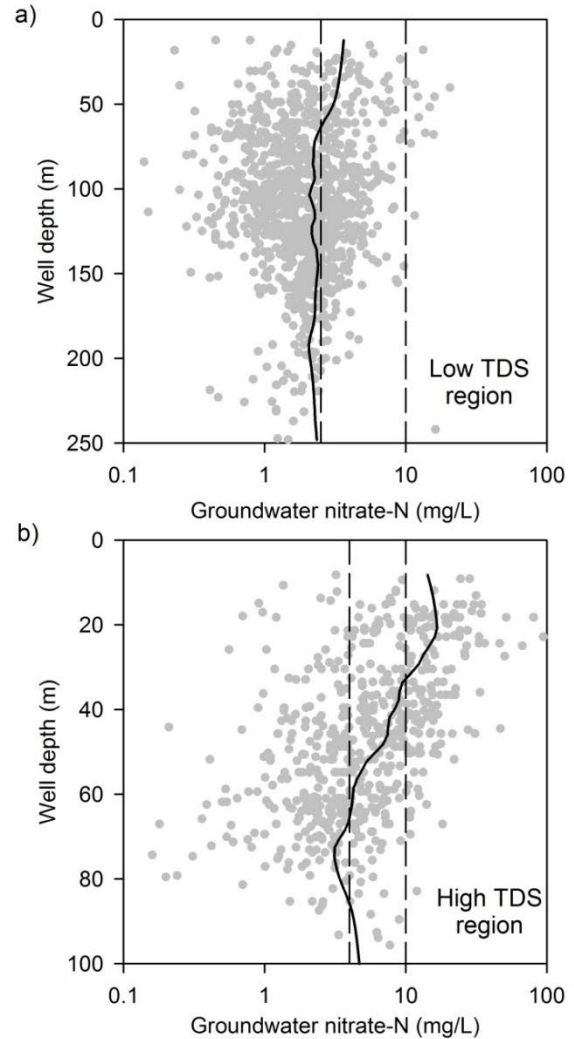 a)
0
50
100
150
200
250
Well depth (m)
Low TDS
region
0.1 1 10 100
Groundwater nitrate-N (mg/L)
b)
0
20
40
60
80
100
Well depth (m)
High TDS
region
0.1 1 10 100
Groundwater nitrate-N (mg/L)